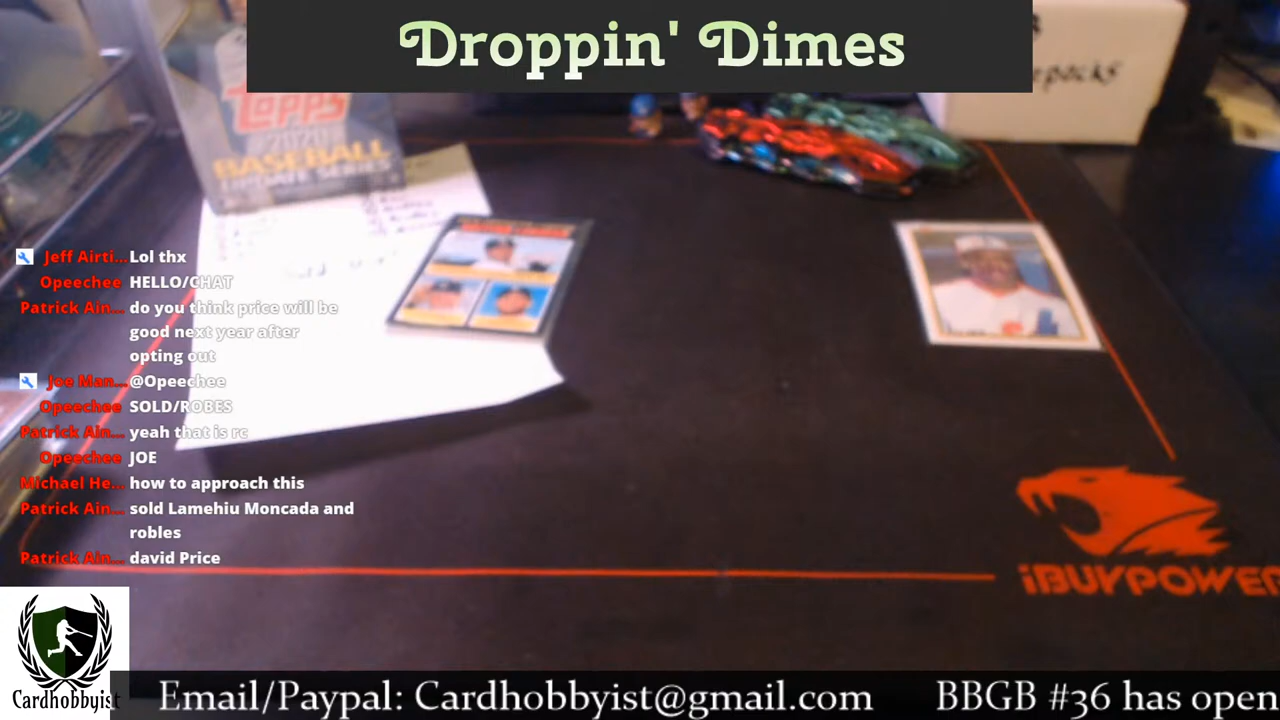 Droppin' Dimes
TOPPS
2020
BASEBALL
UPDATE SERIES
Jeff Airti... Lol thx
Opeechee HELLO/CHAT
Patrick Ain... do you think price will be
good next year after
opting out
Joe Man... @Opeechee
Opeechee SOLD/ROBES
Patrick Ain... yeah that is rc
Opeechee JOE
Michael He... how to approach this
Patrick Ain... sold Lamehiu Moncada and
robles
Patrick Ain... david Price
iBUYPOWER
Cardhobbyist
Email/Paypal: Cardhobbyist@gmail.com
BBGB #36 has open